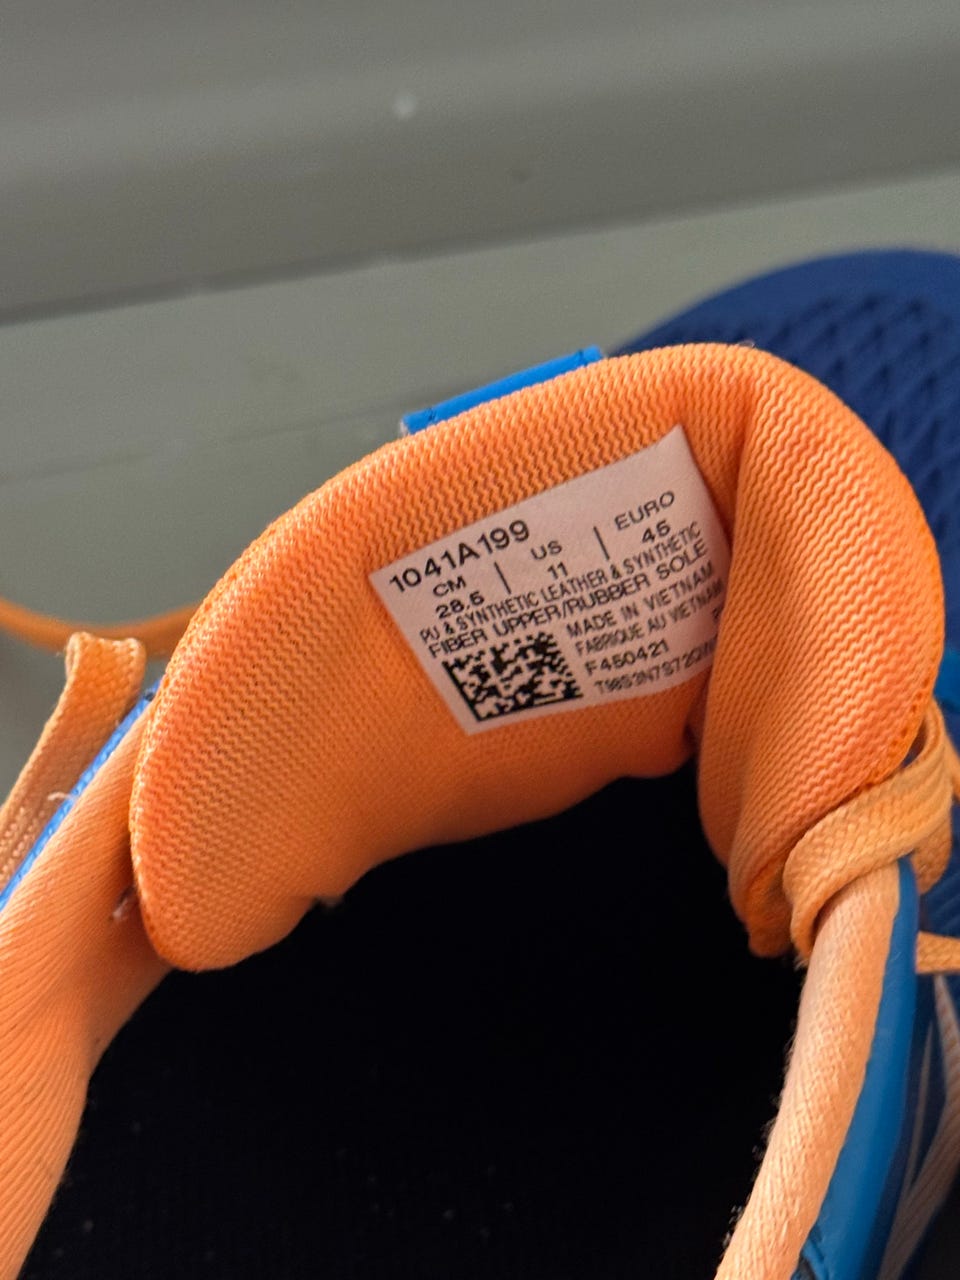 1041A199
CM | US | EURO
28.5 11 45
PU & SYNTHETIC LEATHER & SYNTHETIC
FIBER UPPER/RUBBER SOLE
MADE IN VIETNAM
FABRIQUE AU VIETNAM
F450421